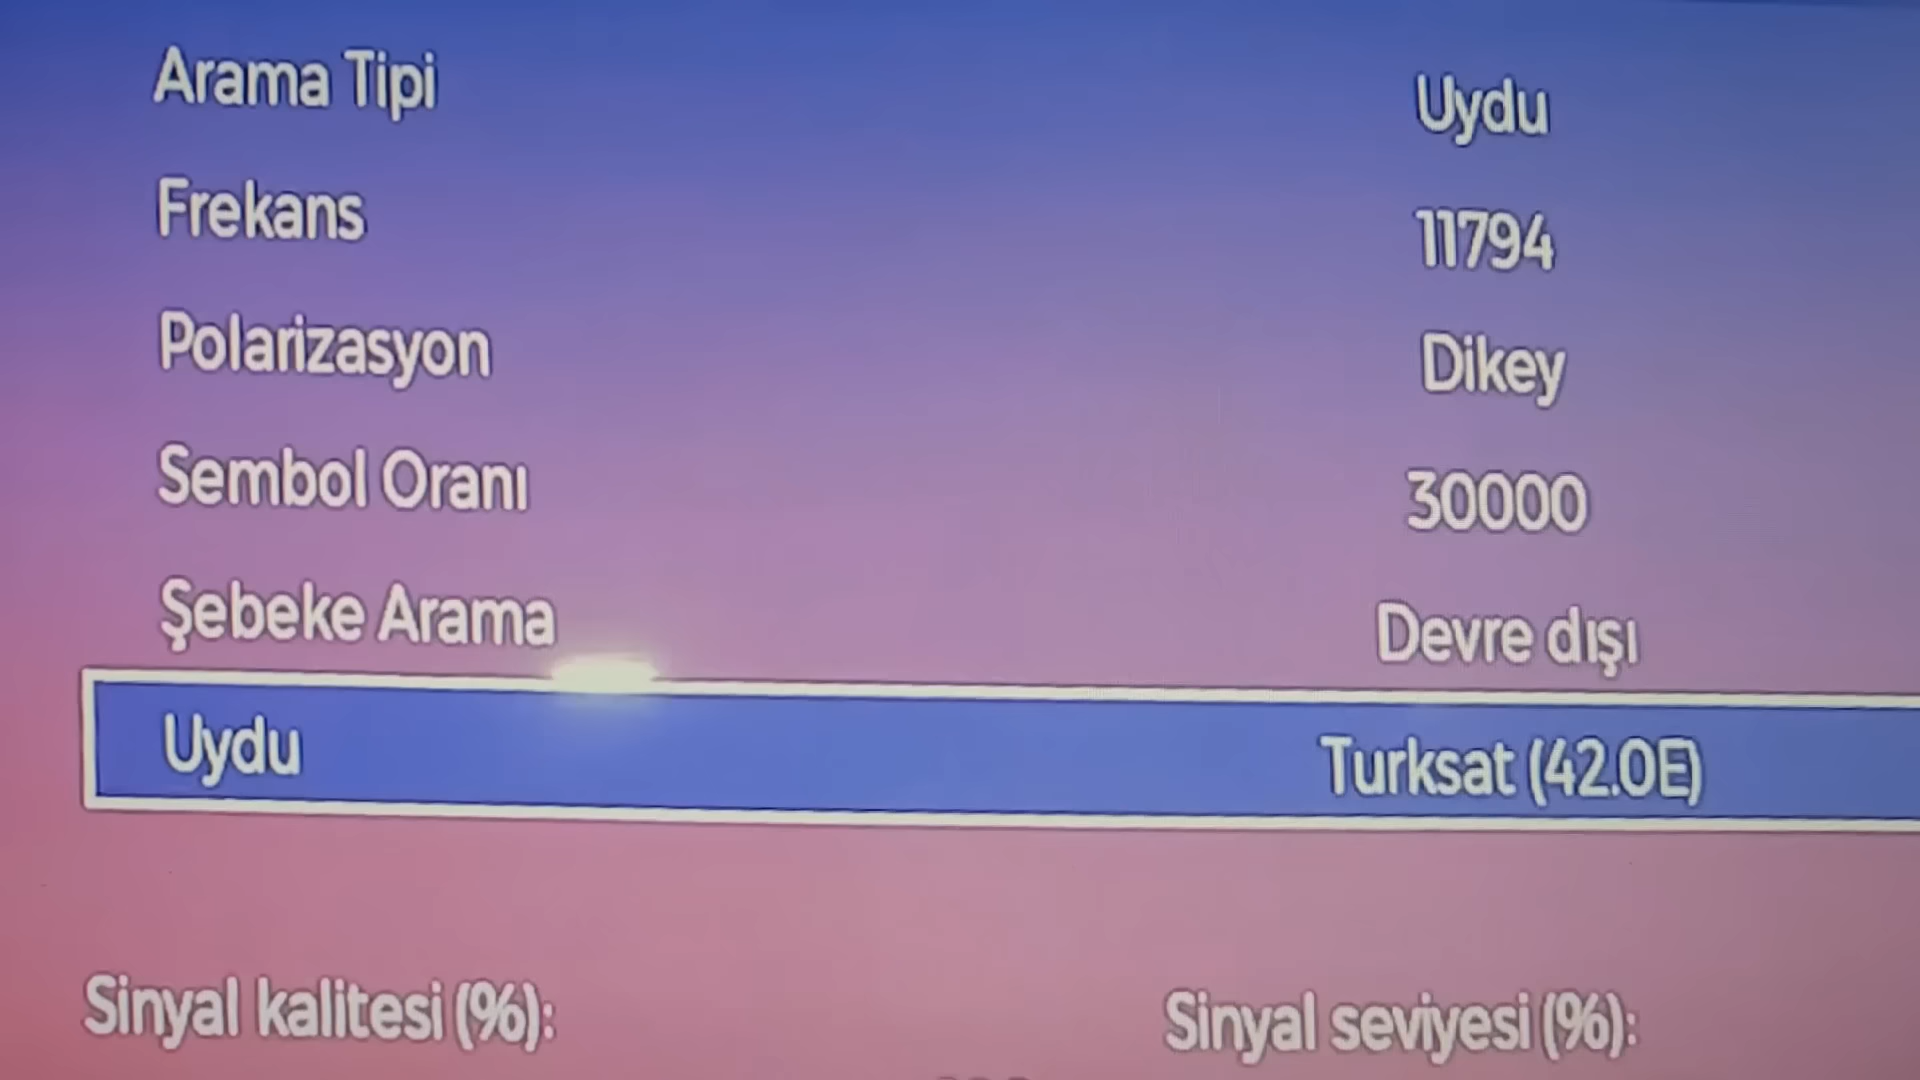 Arama Tipi Uydu
Frekans 11794
Polarizasyon Dikey
Sembol Oranı 30000
Şebeke Arama Devre dışı
Uydu Turksat (42.0E)
Sinyal kalitesi (%): Sinyal seviyesi (%):